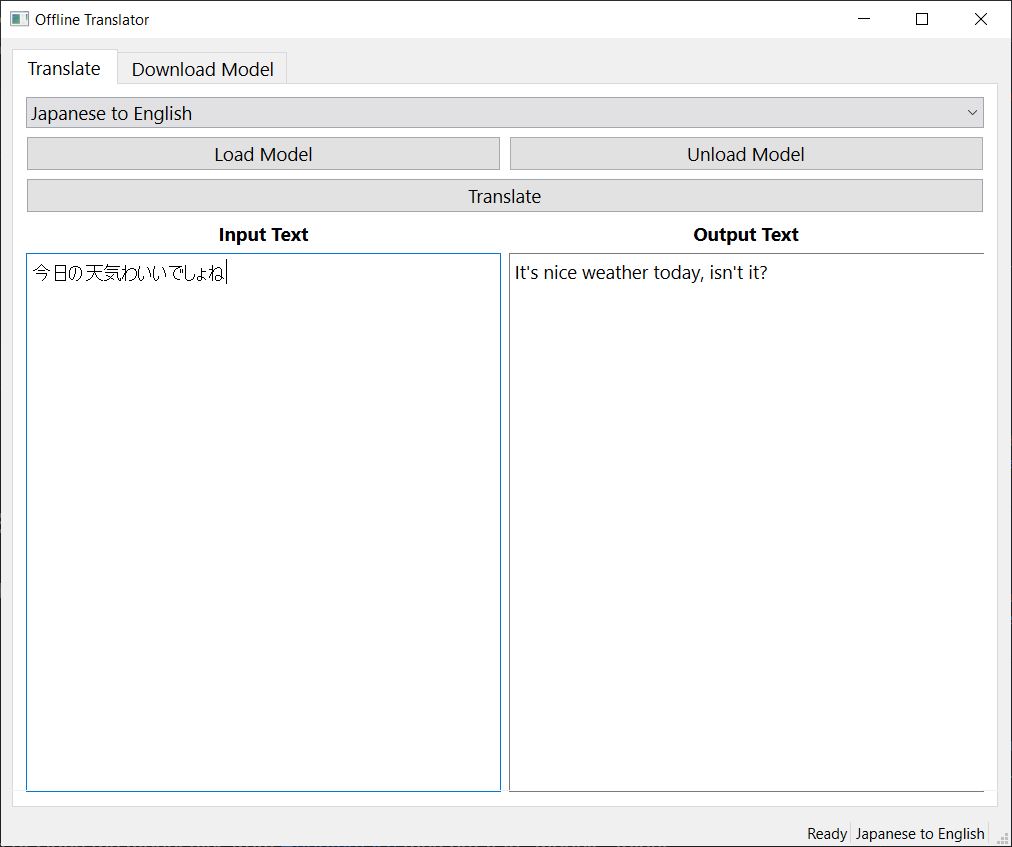 Offline Translator
Translate
Download Model
Japanese to English
Load Model
Unload Model
Translate
Input Text
Output Text
今日の天気わいいでしょね
It's nice weather today, isn't it?
Ready
Japanese to English